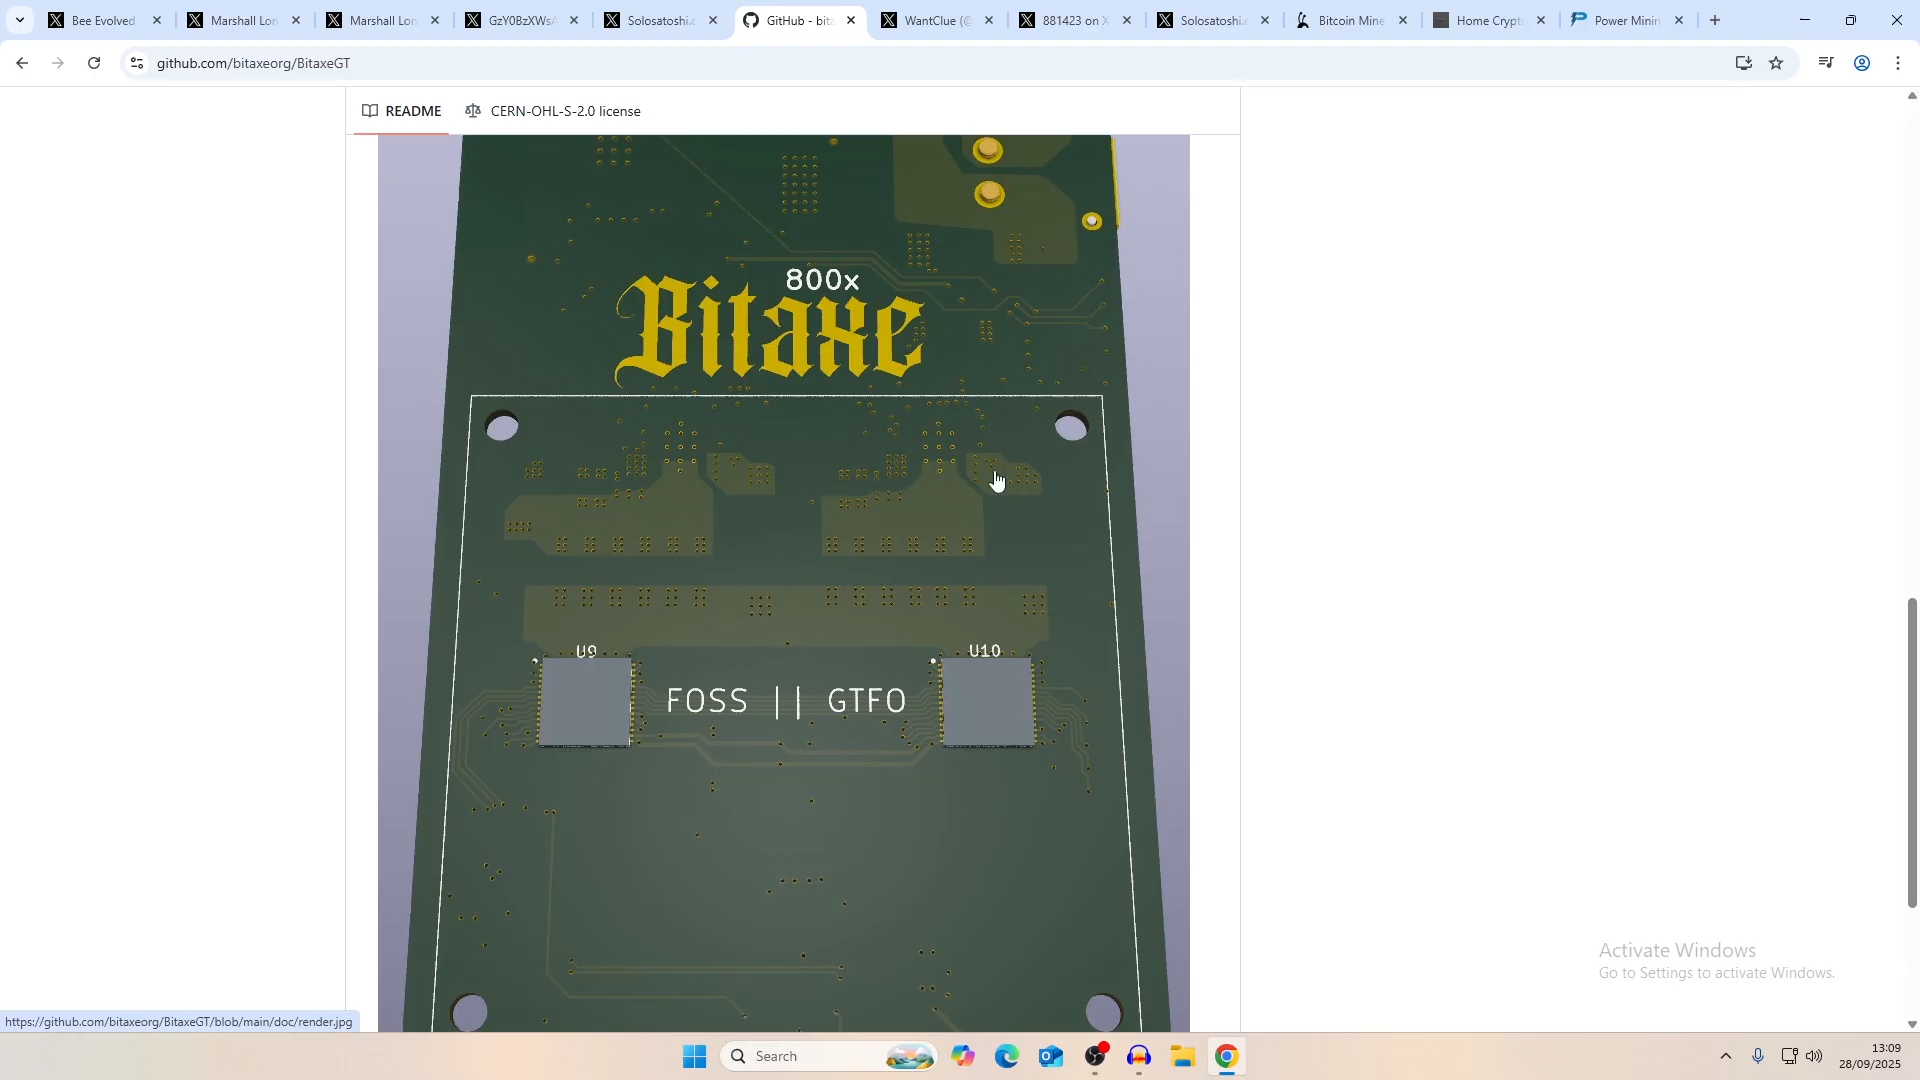 Bee Evolved
Marshall Lon
Marshall Lon
GzY0BzXWs
Solosatoshi.c
GitHub - bita
WantClue (@
881423 on X
Solosatoshi.c
Bitcoin Mine
Home Crypt
Power Minin
github.com/bitaxeorg/BitaxeGT
README
CERN-OHL-S-2.0 license
800x
Bitaxe
U9
U10
FOSS || GTFO
Activate Windows
Go to Settings to activate Windows.
https://github.com/bitaxeorg/BitaxeGT/blob/main/doc/render.jpg
Search
13:09
28/09/2025